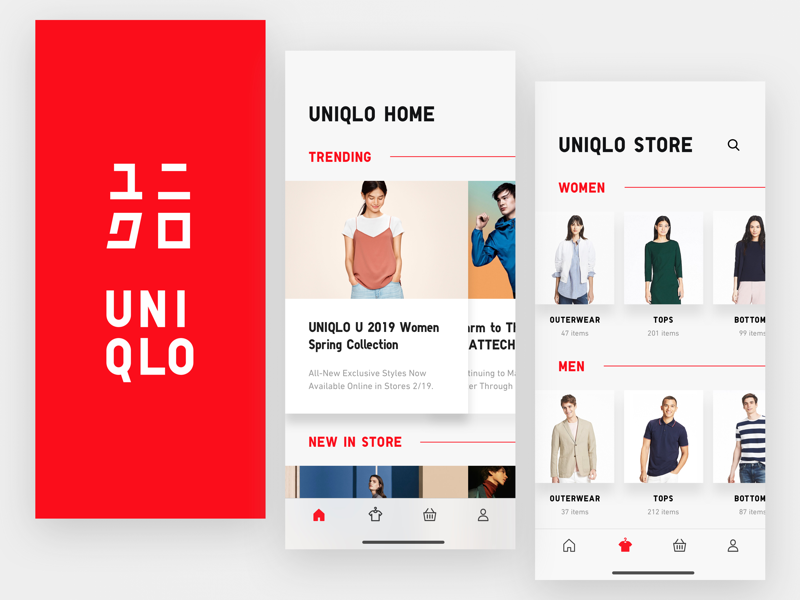 ユニ
クロ
UNI
QLO
UNIQLO HOME
TRENDING
UNIQLO U 2019 Women
Spring Collection
All-New Exclusive Styles Now
Available Online in Stores 2/19.
arm to Th
ATTECH
tinuing to Ma
er Through
NEW IN STORE
UNIQLO STORE
WOMEN
OUTERWEAR
47 items
TOPS
201 items
BOTTOM
99 items
MEN
OUTERWEAR
37 items
TOPS
212 items
BOTTOM
87 items